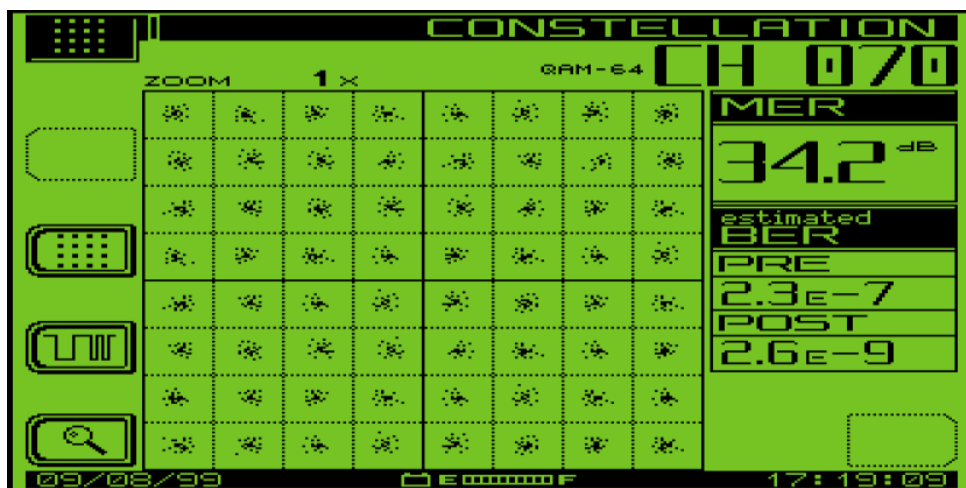 CONSTELLATION
ZOOM 1 x QAM-64 CH 070
MER
34.2 dB
estimated
BER
PRE
2.3E-7
POST
2.6E-9
09/08/99 E F 17:19:09